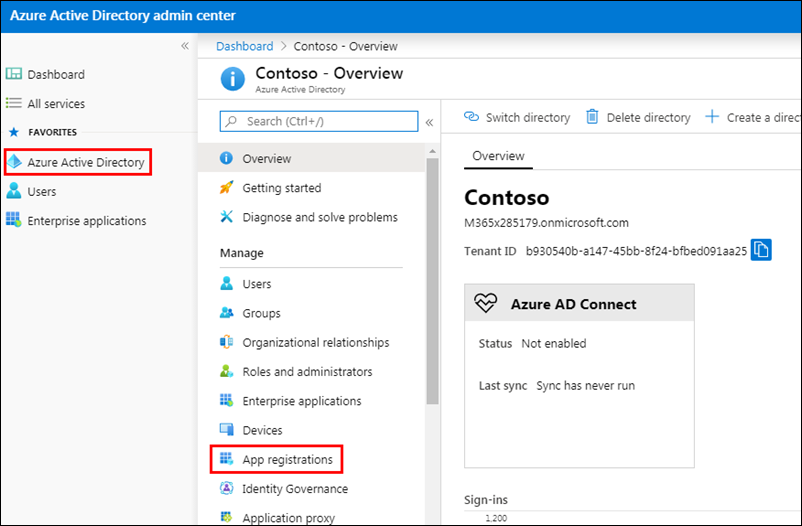 Azure Active Directory admin center
«
Dashboard
All services
FAVORITES
Azure Active Directory
Users
Enterprise applications
Dashboard > Contoso - Overview
Contoso - Overview
Azure Active Directory
Search (Ctrl+/)
«
Overview
Getting started
Diagnose and solve problems
Manage
Users
Groups
Organizational relationships
Roles and administrators
Enterprise applications
Devices
App registrations
Identity Governance
Application proxy
Switch directory
Delete directory
Create a direc
Overview
Contoso
M365x285179.onmicrosoft.com
Tenant ID b930540b-a147-45bb-8f24-bfbed091aa25
Azure AD Connect
Status Not enabled
Last sync Sync has never run
Sign-ins
1,200